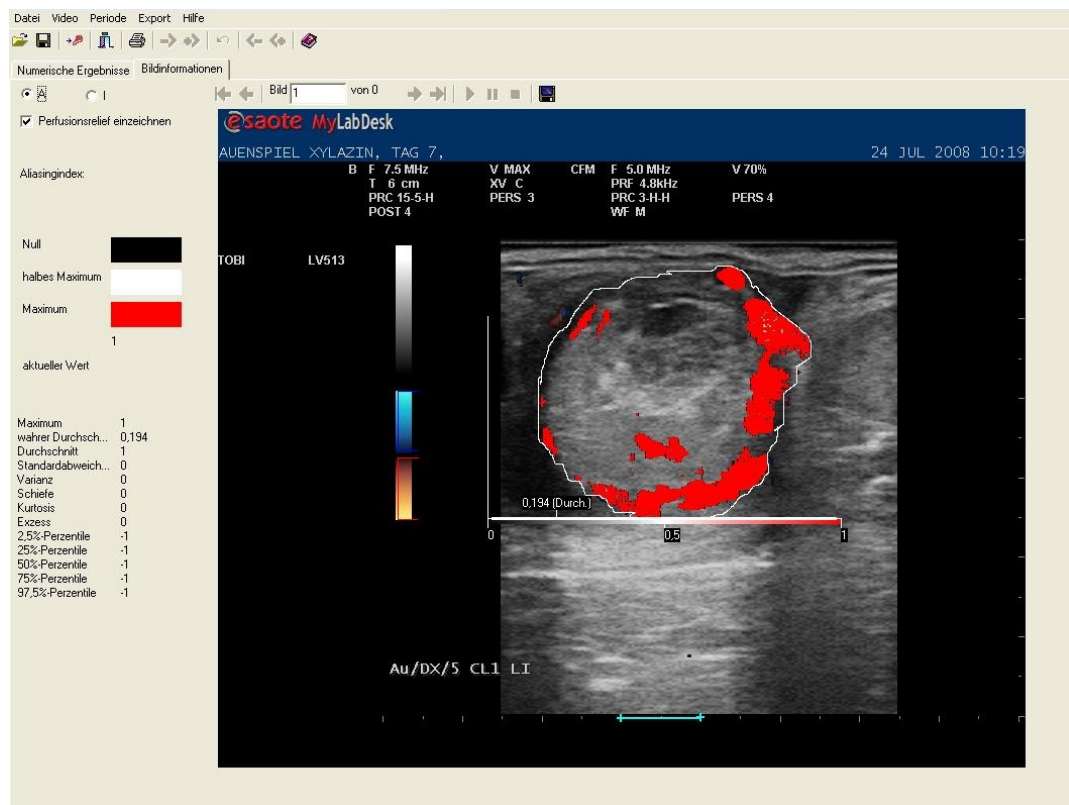 Datei Video Periode Export Hilfe
Numerische Ergebnisse Bildinformationen
A I Bild 1 von 0
Perfusionsrelief einzeichnen
esaote MyLabDesk
AUENSPIEL XYLAZIN, TAG 7, 24 JUL 2008 10:19
B F 7.5 MHz V MAX CFM F 5.0 MHz V 70%
T 6 cm XV C PRF 4.8kHz
PRC 15-5-H PERS 3 PRC 3-H-H PERS 4
POST 4 WF M
Aliasingindex:
TOBI LV513
Null
halbes Maximum
Maximum
1
aktueller Wert
Maximum 1
wahrer Durchsch... 0,194
Durchschnitt 1
Standardabweich... 0
Varianz 0
Schiefe 0
Kurtosis 0
Exzess 0
2,5%-Perzentile -1
25%-Perzentile -1
50%-Perzentile -1
75%-Perzentile -1
97,5%-Perzentile -1
0,194 (Durch.)
0 0,5 1
Au/DX/5 CL1 LI